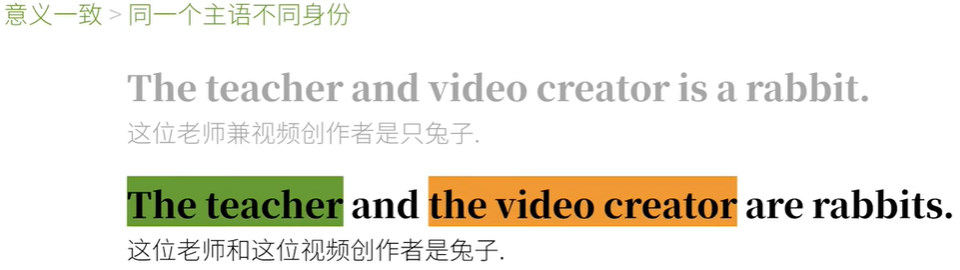 意义一致 > 同一个主语不同身份
The teacher and video creator is a rabbit.
这位老师兼视频创作者是只兔子.
The teacher and the video creator are rabbits.
这位老师和这位视频创作者是兔子.